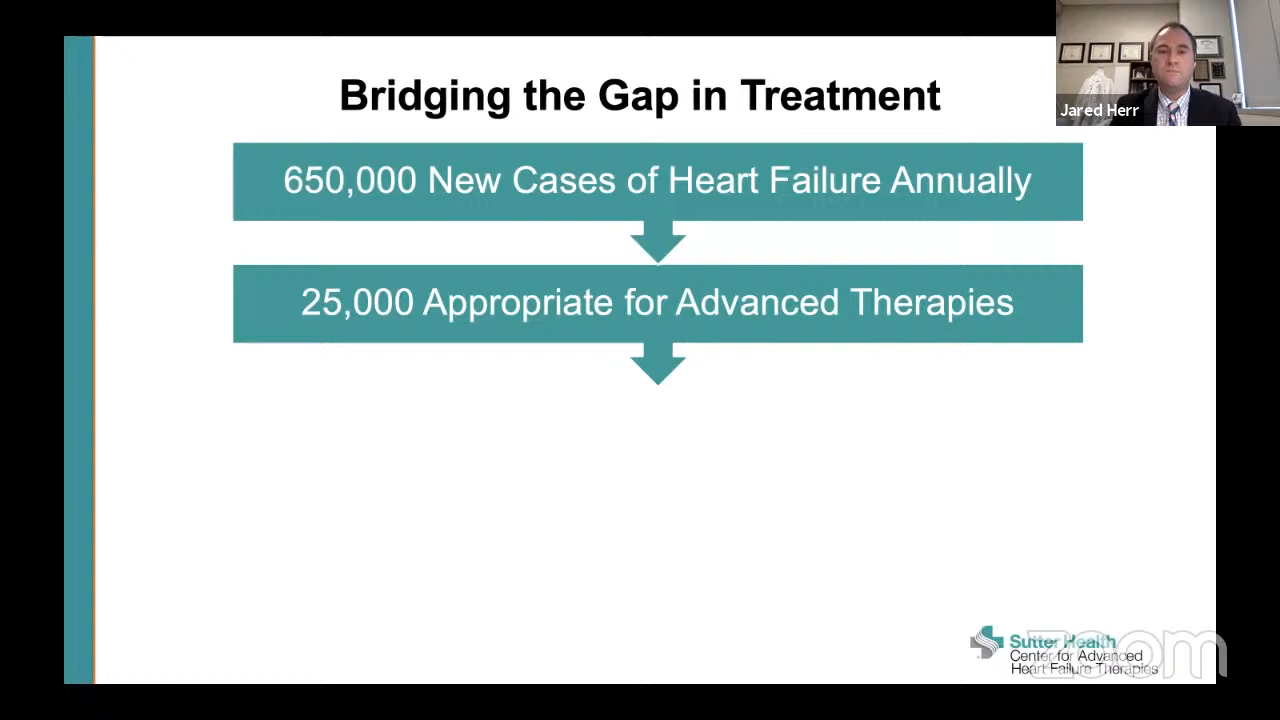 Bridging the Gap in Treatment
Jared Herr
650,000 New Cases of Heart Failure Annually
25,000 Appropriate for Advanced Therapies
Sutter Health
Center for Advanced
Heart Failure Therapies
zoom